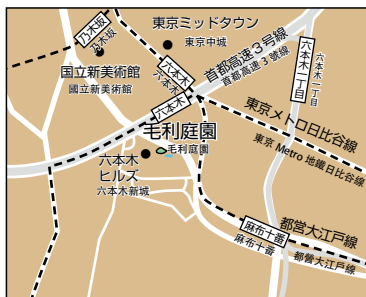 東京ミッドタウン
東京中城
乃木坂
乃木坂
国立新美術館
國立新美術館
六本木
六本木
首都高速3号線
首都高速3號線
六本木一丁目
六本木一丁目
六本木
毛利庭園
毛利庭園
六本木
ヒルズ
六本木新城
東京メトロ日比谷線
東京Metro地鐵日比谷線
麻布十番
麻布十番
都営大江戸線
都營大江戶線